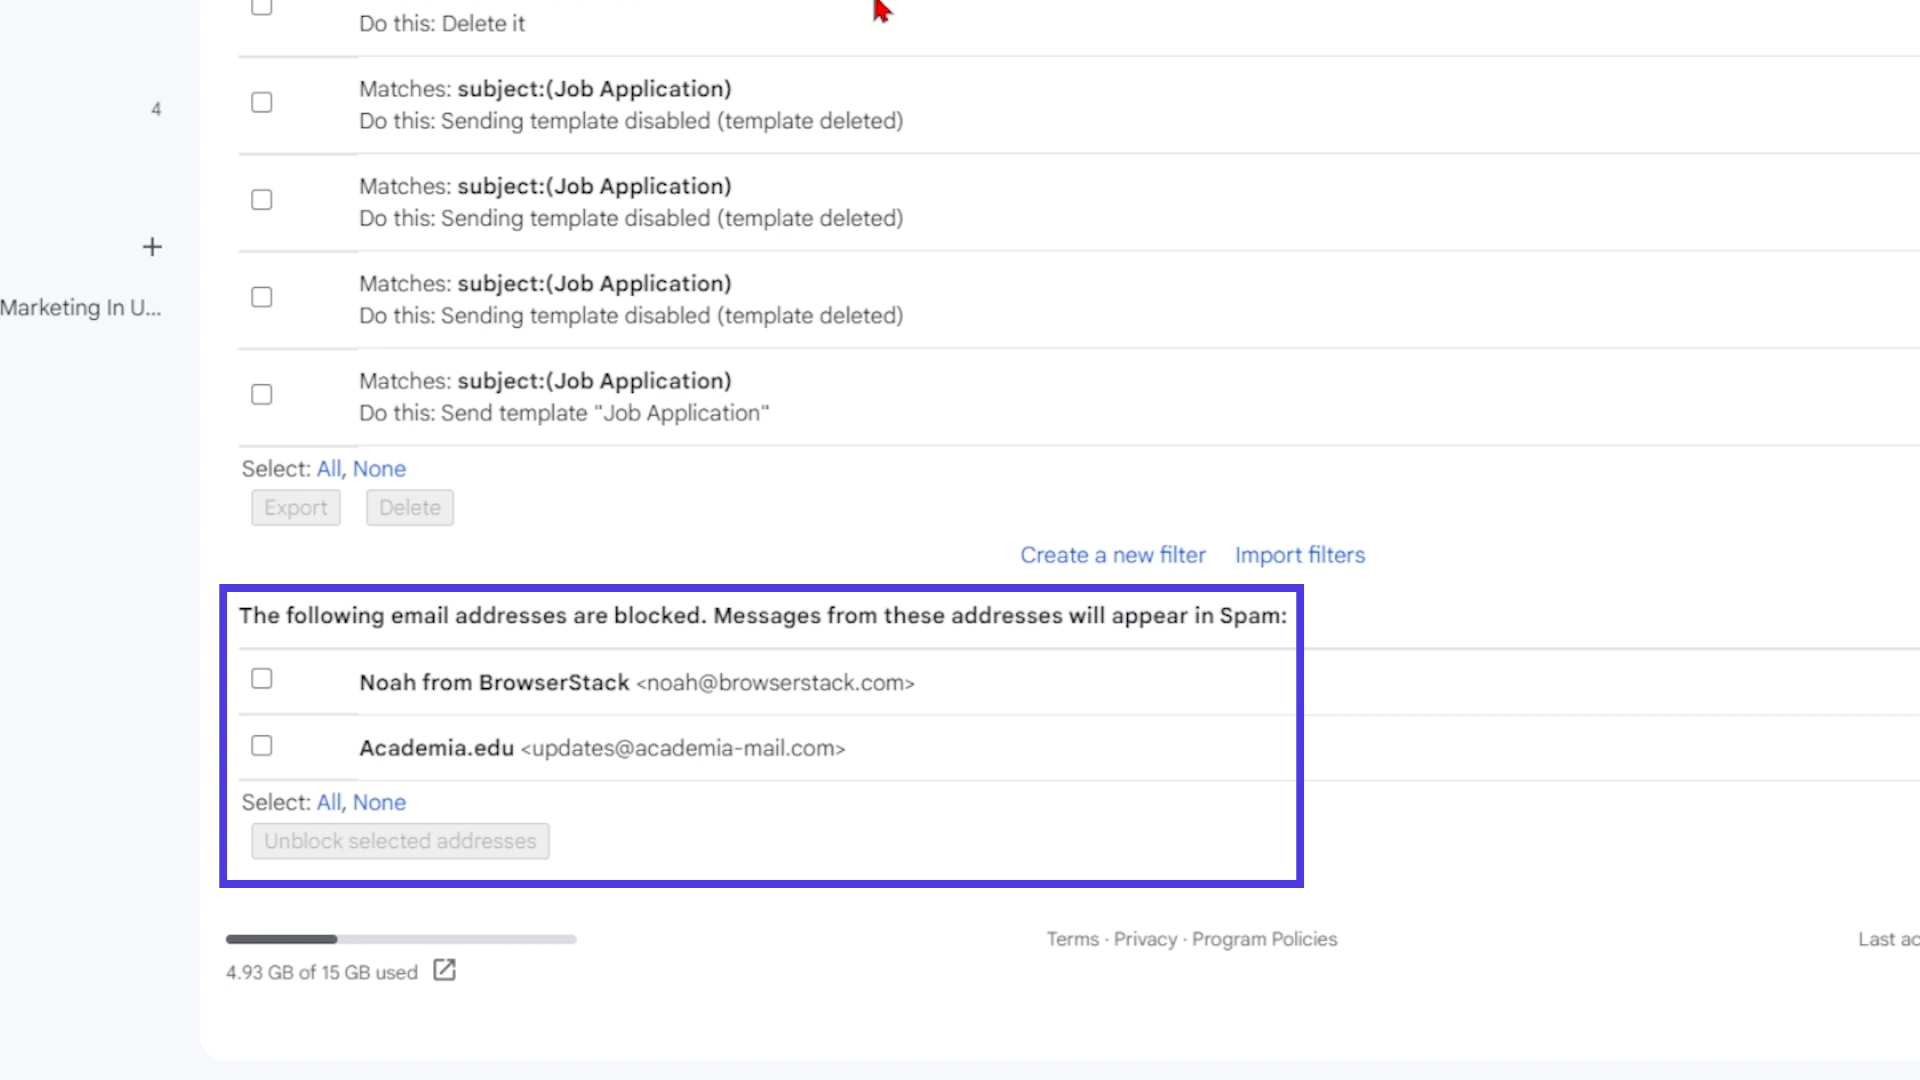 Do this: Delete it
Matches: subject:(Job Application)
Do this: Sending template disabled (template deleted)
4
Matches: subject:(Job Application)
Do this: Sending template disabled (template deleted)
+
Matches: subject:(Job Application)
Do this: Sending template disabled (template deleted)
Marketing In U...
Matches: subject:(Job Application)
Do this: Send template "Job Application"
Select: All, None
Export Delete
Create a new filter Import filters
The following email addresses are blocked. Messages from these addresses will appear in Spam:
Noah from BrowserStack <noah@browserstack.com>
Academia.edu <updates@academia-mail.com>
Select: All, None
Unblock selected addresses
Terms · Privacy · Program Policies
Last ac
4.93 GB of 15 GB used